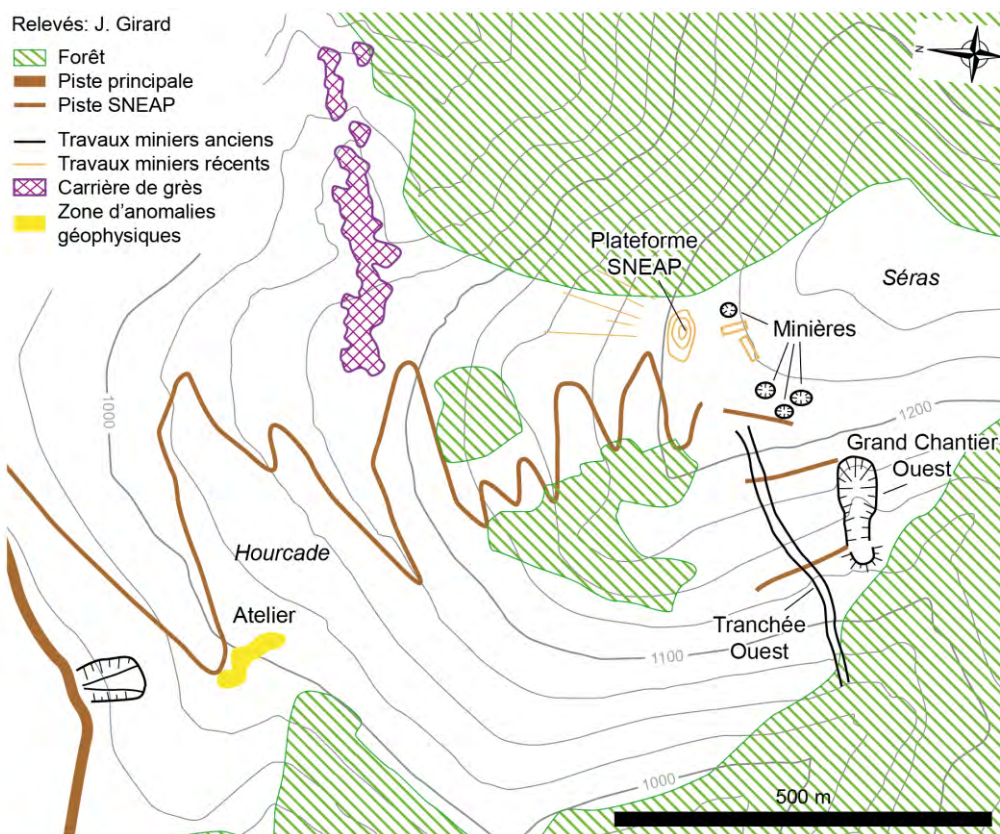 Relevés: J. Girard
Forêt
Piste principale
Piste SNEAP
Travaux miniers anciens
Travaux miniers récents
Carrière de grès
Zone d'anomalies
géophysiques
N
Plateforme
SNEAP
Séras
Minières
1000
1200
Grand Chantier
Ouest
Hourcade
Atelier
Tranchée
Ouest
1100
1000
500 m